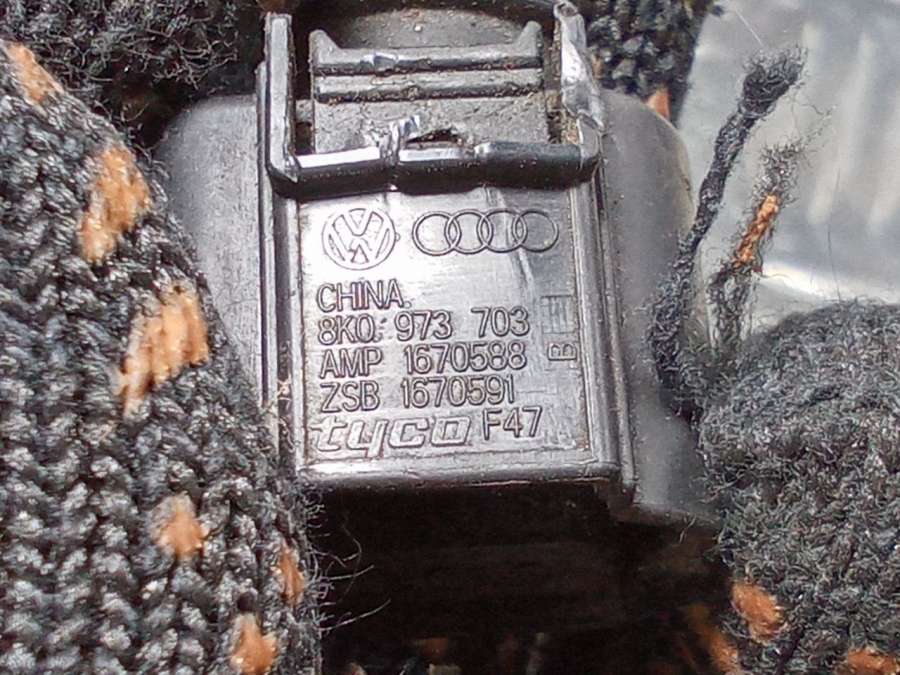 CHINA.
8K0. 973 703
AMP 1670588
ZSB 1670591
B
tyco F47